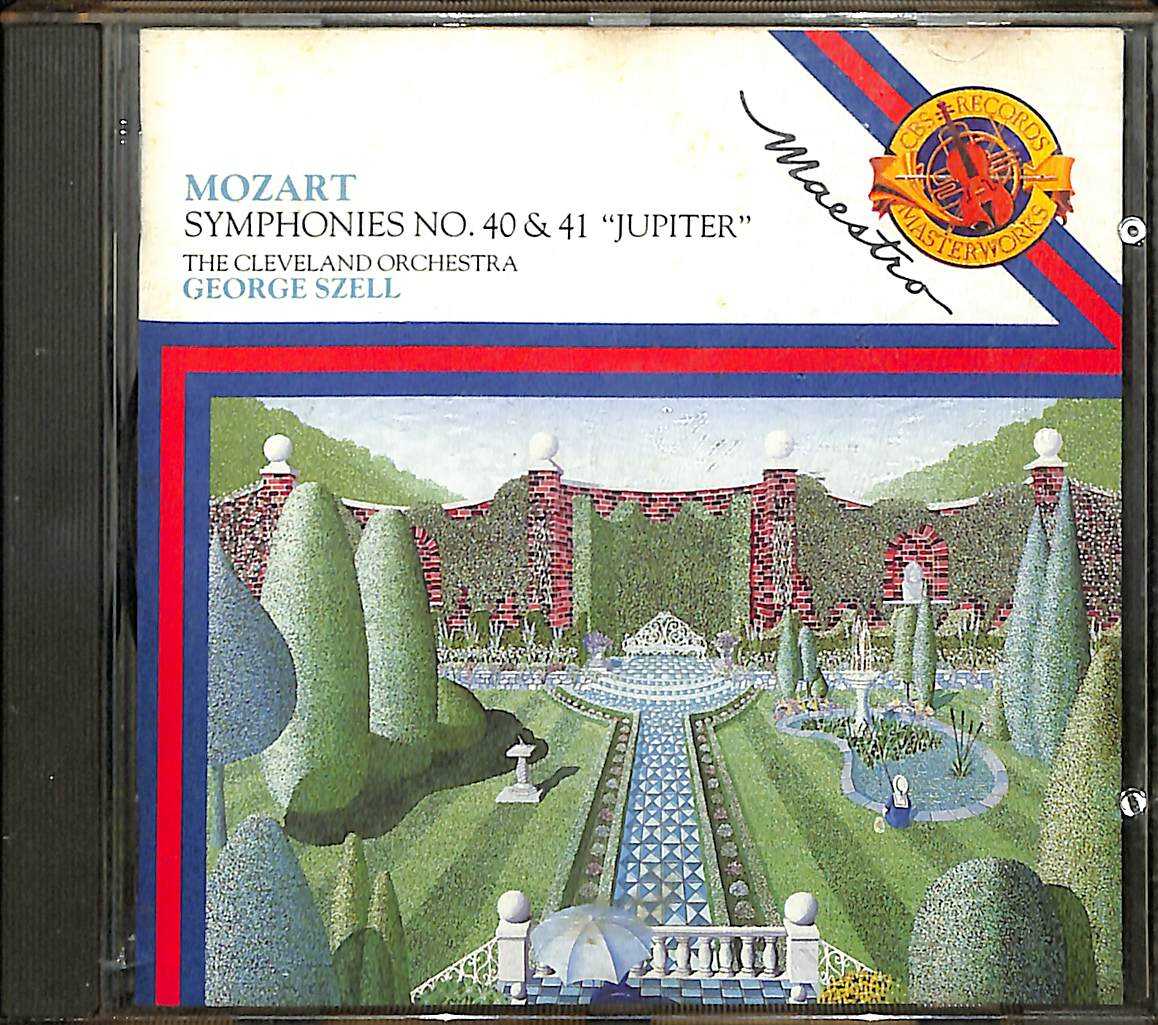 MOZART
SYMPHONIES NO. 40 & 41 “JUPITER”
THE CLEVELAND ORCHESTRA
GEORGE SZELL
Maestro
CBS RECORDS
MASTERWORKS